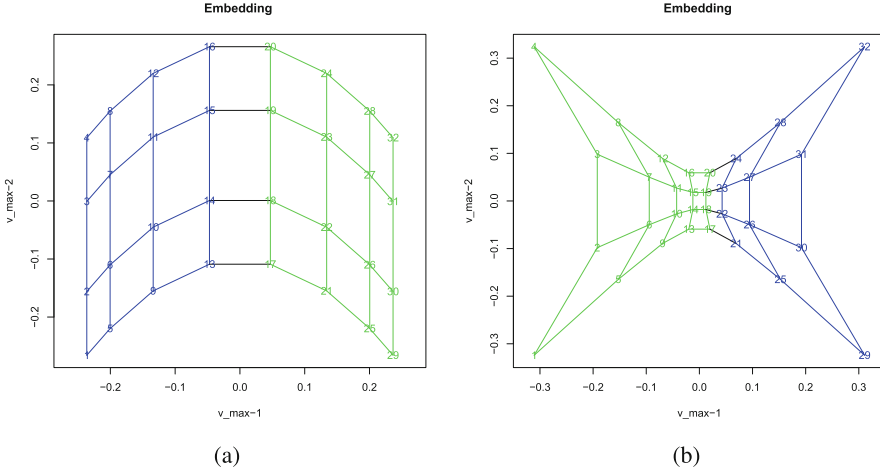 Embedding
v_max−2
0.2
0.1
0.0
−0.1
−0.2
16 20
12 24
4 8 28 32
15 19
11 23
7 27
3 31
14 18
10 22
6 26
2 30
13 17
9 21
5 25
1 29
−0.2 −0.1 0.0 0.1 0.2
v_max−1
(a)
Embedding
v_max−2
0.3
0.2
0.1
0.0
−0.1
−0.2
−0.3
4 32
8 28
3 12 24 31
16 20
7 27
11 15 19 23
10 14 18 22
6 26
13 17
2 9 21 30
5 25
1 29
−0.3 −0.2 −0.1 0.0 0.1 0.2 0.3
v_max−1
(b)